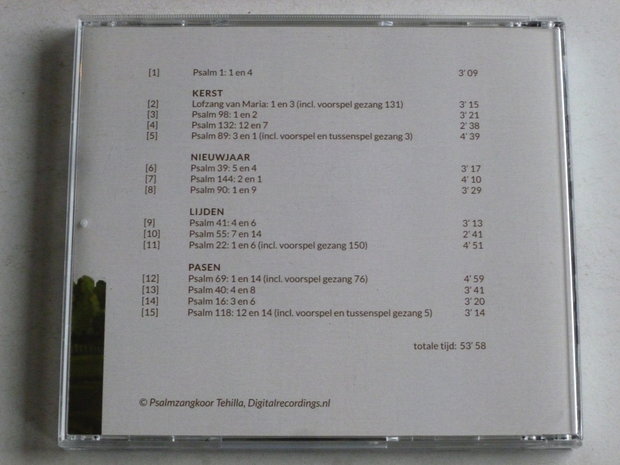 [1] Psalm 1: 1 en 4 3' 09
KERST
[2] Lofzang van Maria: 1 en 3 (incl. voorspel gezang 131) 3' 15
[3] Psalm 98: 1 en 2 3' 21
[4] Psalm 132: 12 en 7 2' 38
[5] Psalm 89: 3 en 1 (incl. voorspel en tussenspel gezang 3) 4' 39
NIEUWJAAR
[6] Psalm 39: 5 en 4 3' 17
[7] Psalm 144: 2 en 1 4' 10
[8] Psalm 90: 1 en 9 3' 29
LIJDEN
[9] Psalm 41: 4 en 6 3' 13
[10] Psalm 55: 7 en 14 2' 41
[11] Psalm 22: 1 en 6 (incl. voorspel gezang 150) 4' 51
PASEN
[12] Psalm 69: 1 en 14 (incl. voorspel gezang 76) 4' 59
[13] Psalm 40: 4 en 8 3' 41
[14] Psalm 16: 3 en 6 3' 20
[15] Psalm 118: 12 en 14 (incl. voorspel en tussenspel gezang 5) 3' 14
totale tijd: 53' 58
© Psalmzangkoor Tehilla, Digitalrecordings.nl